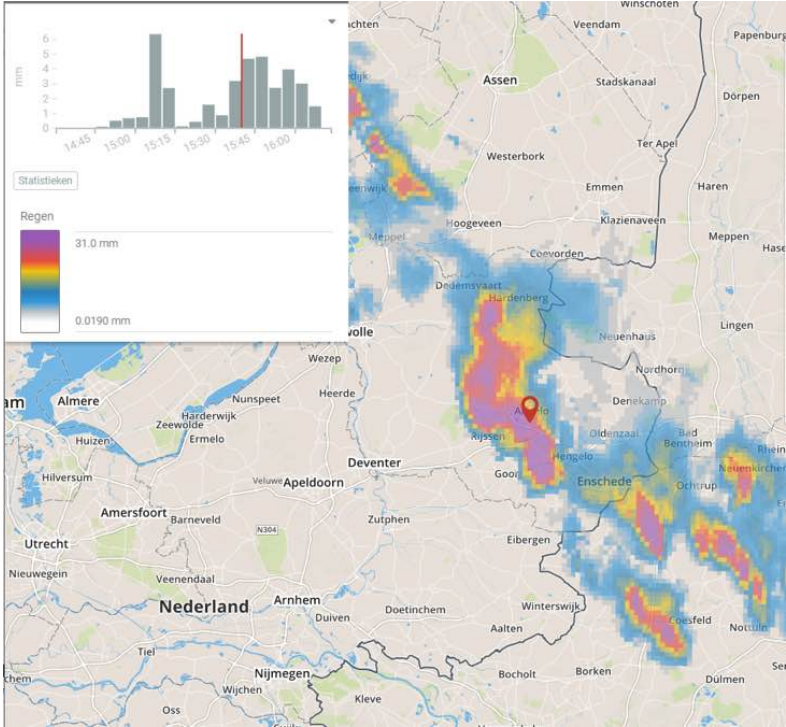 6
5
4
3
2
1
0
mm
14:45
15:00
15:15
15:30
15:45
16:00
Statistieken
Regen
31.0 mm
0.0190 mm
Winschoten
Veendam
Papenburg
Assen
Stadskanaal
Dörpen
Ter Apel
Westerbork
Emmen
Haren
Klazienaveen
Hoogeveen
Meppel
Meppen
Coevorden
Dedemsvaart
Hardenberg
Lingen
Neuenhaus
Wezep
Nordhorn
Nunspeet
Heerde
Almere
Harderwijk
Denekamp
Zeewolde
Ermelo
Oldenzaal
Bad
Bentheim
Huizen
Rijssen
Deventer
Hengelo
Neuenkirchen
Hilversum
Veluwe
Apeldoorn
Goor
Enschede
Ochtrup
Amersfoort
Barneveld
Zutphen
N304
Eibergen
Utrecht
Nieuwegein
Veenendaal
Nederland
Arnhem
Duiven
Doetinchem
Winterswijk
Coesfeld
Nottuln
Aalten
Tiel
Bocholt
Borken
Nijmegen
Dülmen
Wijchen
Kleve
Oss